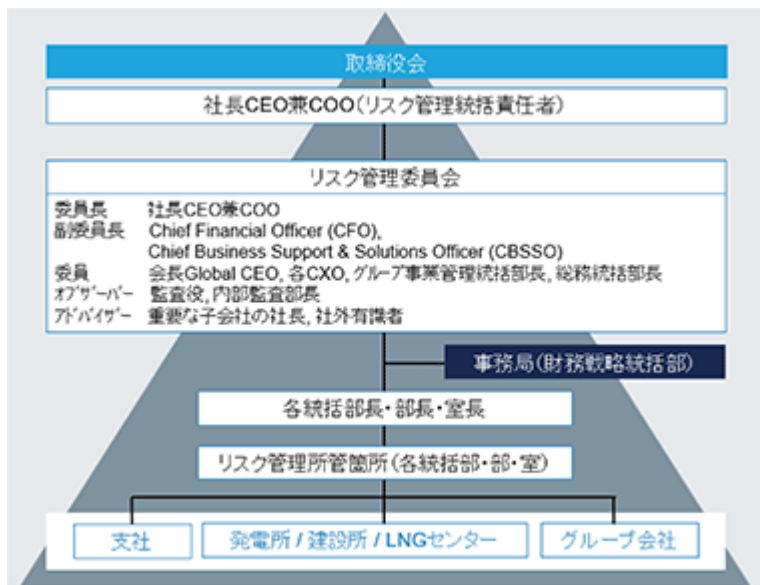 取締役会
社長CEO兼COO(リスク管理統括責任者)
リスク管理委員会
委員長 社長CEO兼COO
副委員長 Chief Financial Officer (CFO),
Chief Business Support & Solutions Officer (CBSSO)
委員 会長Global CEO, 各CXO, グループ事業管理統括部長, 総務統括部長
オブザーバー 監査役, 内部監査部長
アドバイザー 重要な子会社の社長, 社外有識者
事務局(財務戦略統括部)
各統括部長・部長・室長
リスク管理所管箇所(各統括部・部・室)
支社
発電所 / 建設所 / LNGセンター
グループ会社